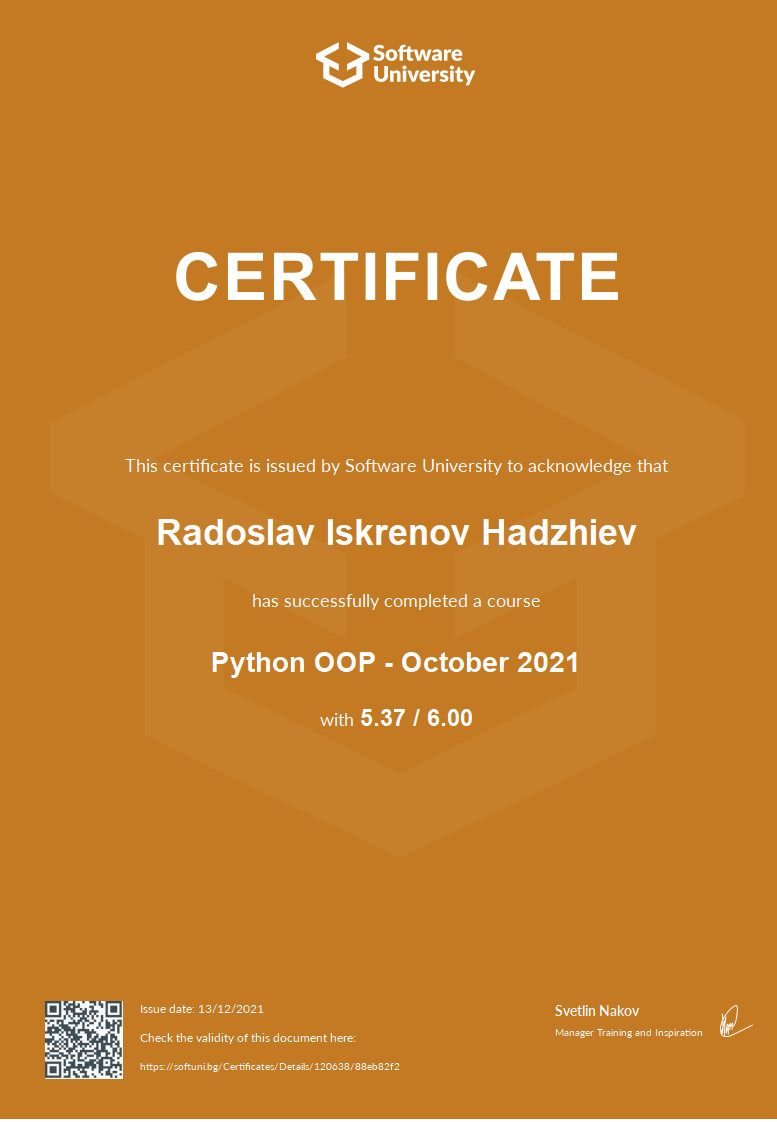 Software
University
CERTIFICATE
This certificate is issued by Software University to acknowledge that
Radoslav Iskrenov Hadzhiev
has successfully completed a course
Python OOP - October 2021
with 5.37 / 6.00
Issue date: 13/12/2021
Check the validity of this document here:
https://softuni.bg/Certificates/Details/120638/88eb82f2
Svetlin Nakov
Manager Training and Inspiration